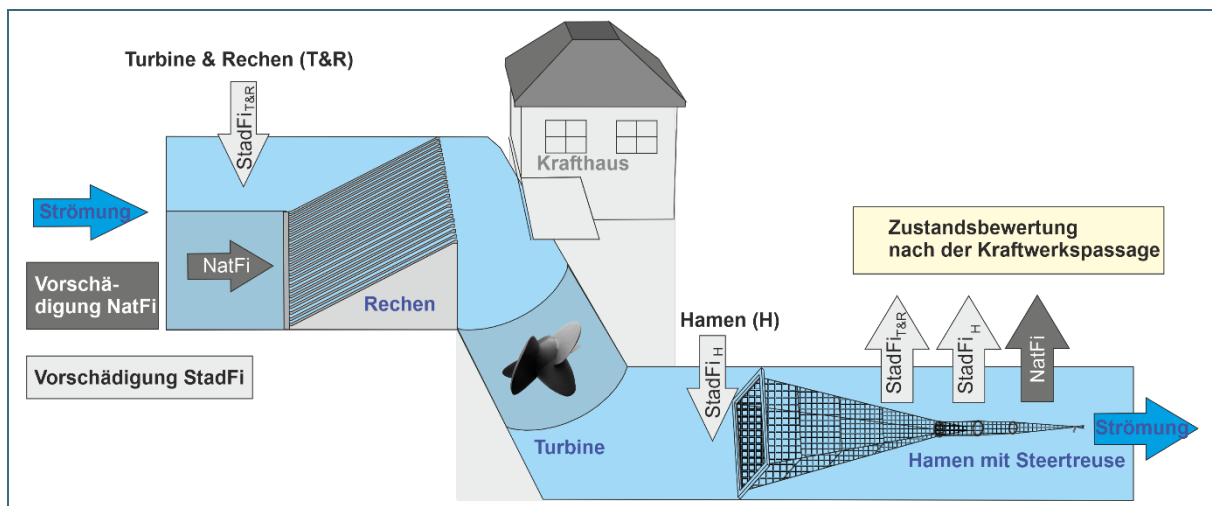 Turbine & Rechen (T&R)
StadFiT&R
Krafthaus
Strömung
NatFi
Vorschä-
digung NatFi
Rechen
Vorschädigung StadFi
Zustandsbewertung
nach der Kraftwerkspassage
Hamen (H)
StadFiH
StadFiT&R
StadFiH
NatFi
Turbine
Strömung
Hamen mit Steertreuse